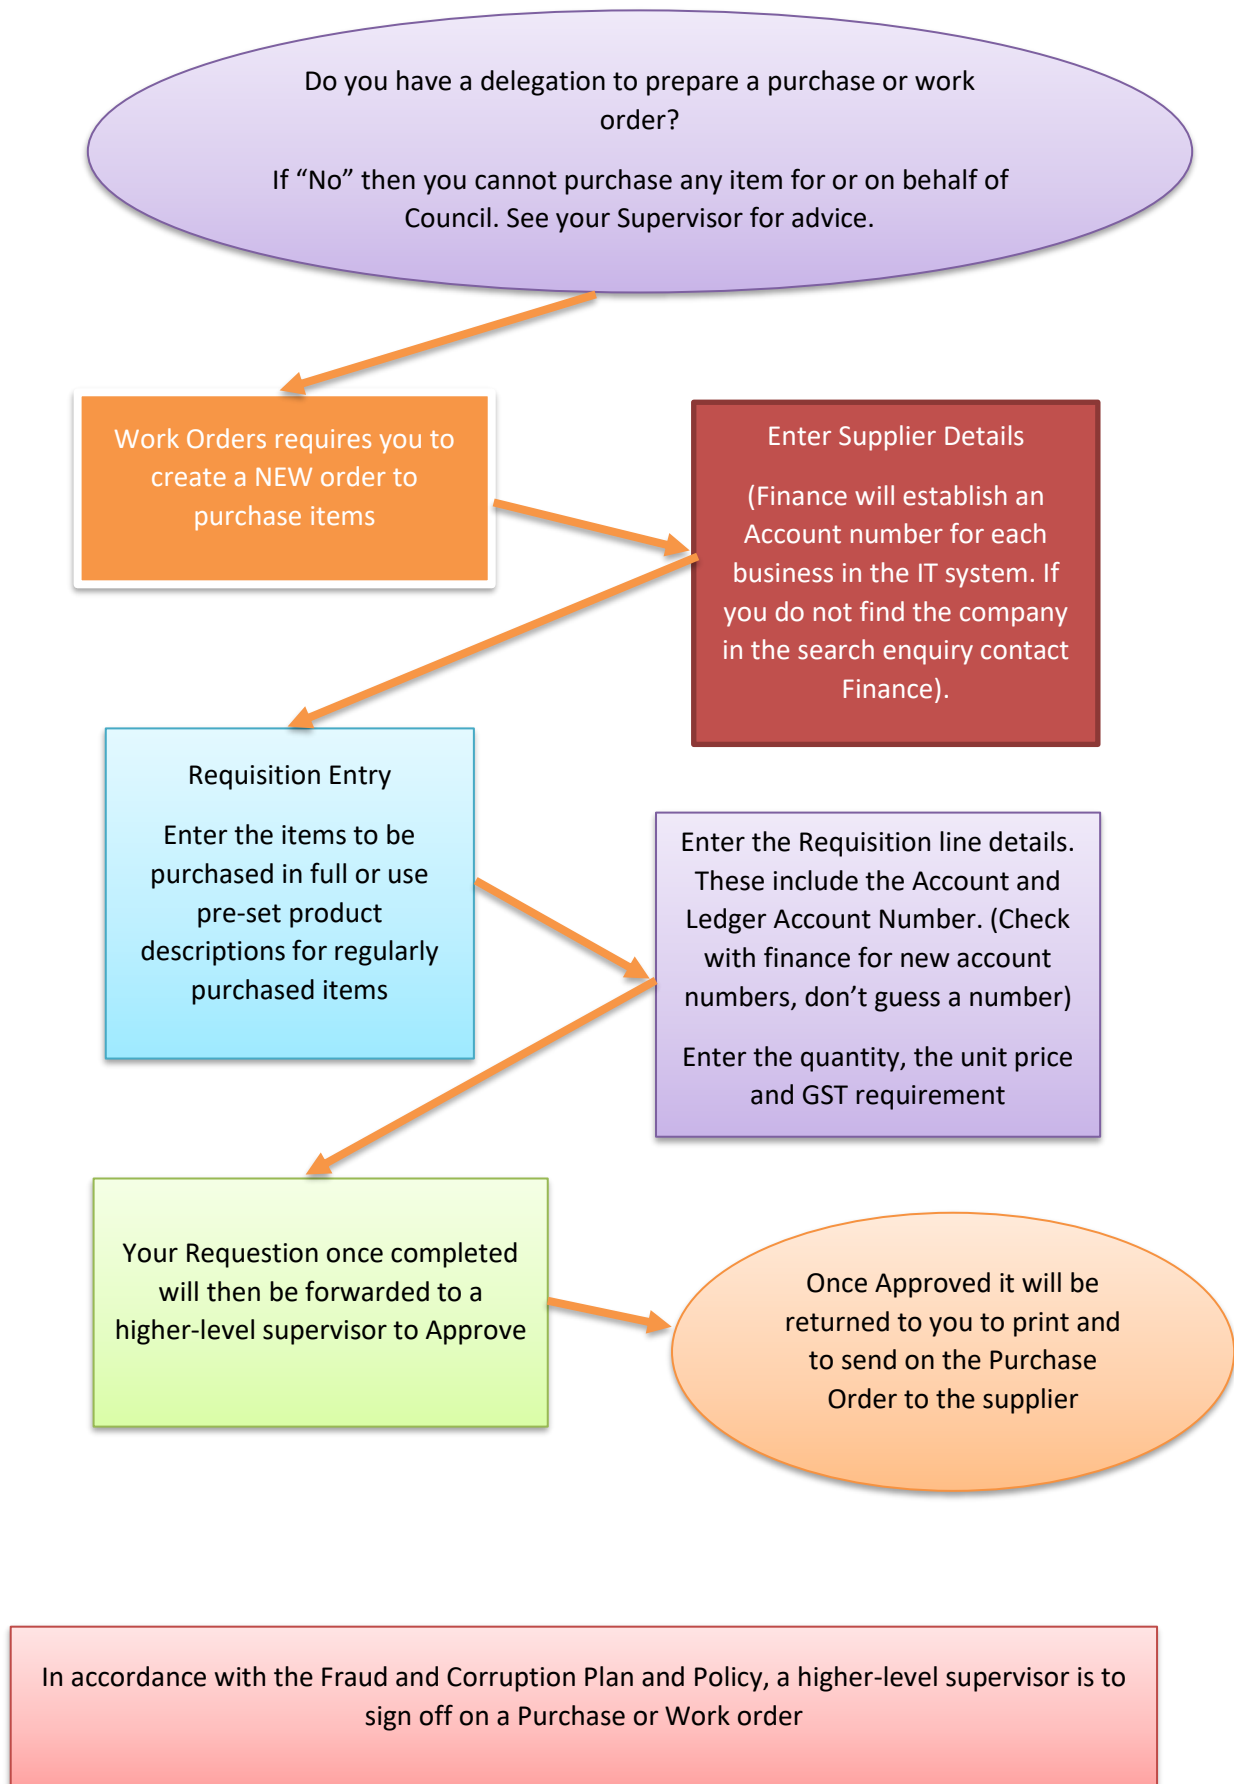 Do you have a delegation to prepare a purchase or work
order?
If “No” then you cannot purchase any item for or on behalf of
Council. See your Supervisor for advice.
Work Orders requires you to
create a NEW order to
purchase items
Enter Supplier Details
(Finance will establish an
Account number for each
business in the IT system. If
you do not find the company
in the search enquiry contact
Finance).
Requisition Entry
Enter the items to be
purchased in full or use
pre-set product
descriptions for regularly
purchased items
Enter the Requisition line details.
These include the Account and
Ledger Account Number. (Check
with finance for new account
numbers, don’t guess a number)
Enter the quantity, the unit price
and GST requirement
Your Requestion once completed
will then be forwarded to a
higher-level supervisor to Approve
Once Approved it will be
returned to you to print and
to send on the Purchase
Order to the supplier
In accordance with the Fraud and Corruption Plan and Policy, a higher-level supervisor is to
sign off on a Purchase or Work order